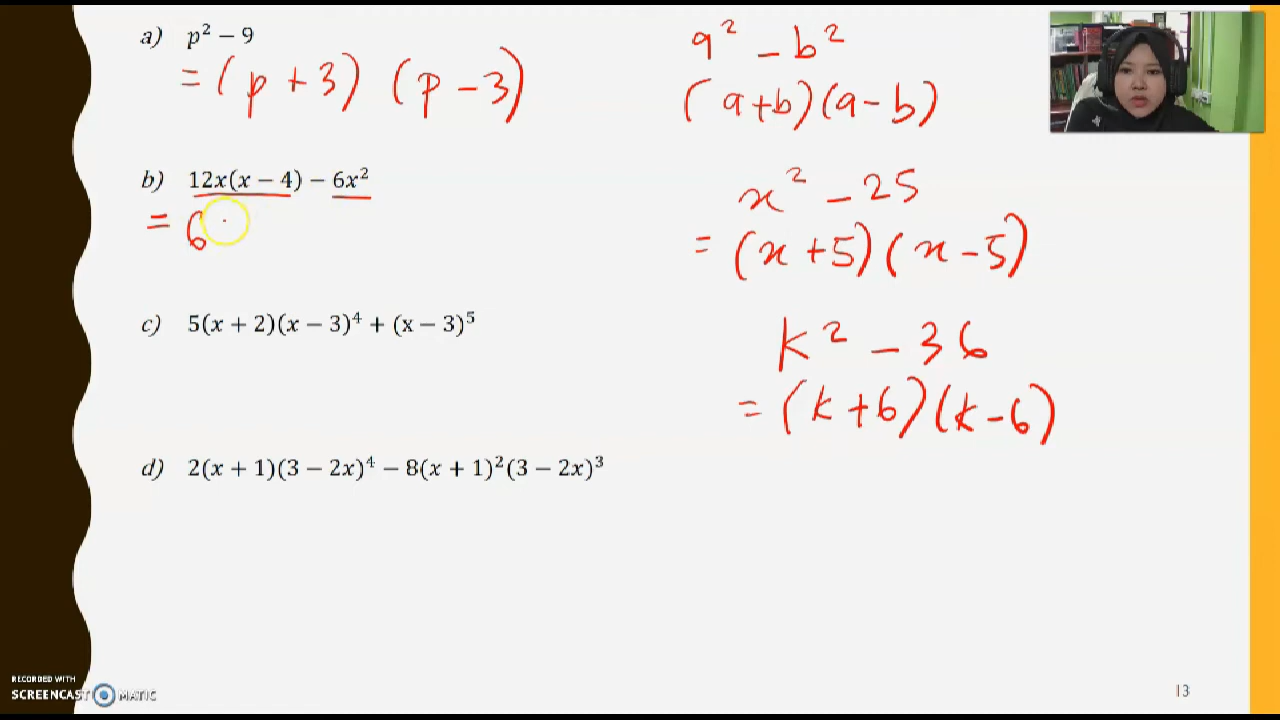 a) p² − 9
= (p + 3) (p − 3)
b) 12x(x − 4) − 6x²
= 6
c) 5(x + 2)(x − 3)⁴ + (x − 3)⁵
d) 2(x + 1)(3 − 2x)⁴ − 8(x + 1)²(3 − 2x)³
a² − b²
(a+b)(a−b)
x² − 25
= (x+5)(x−5)
k² − 36
= (k+6)(k−6)
RECORDED WITH
SCREENCAST MATIC
13